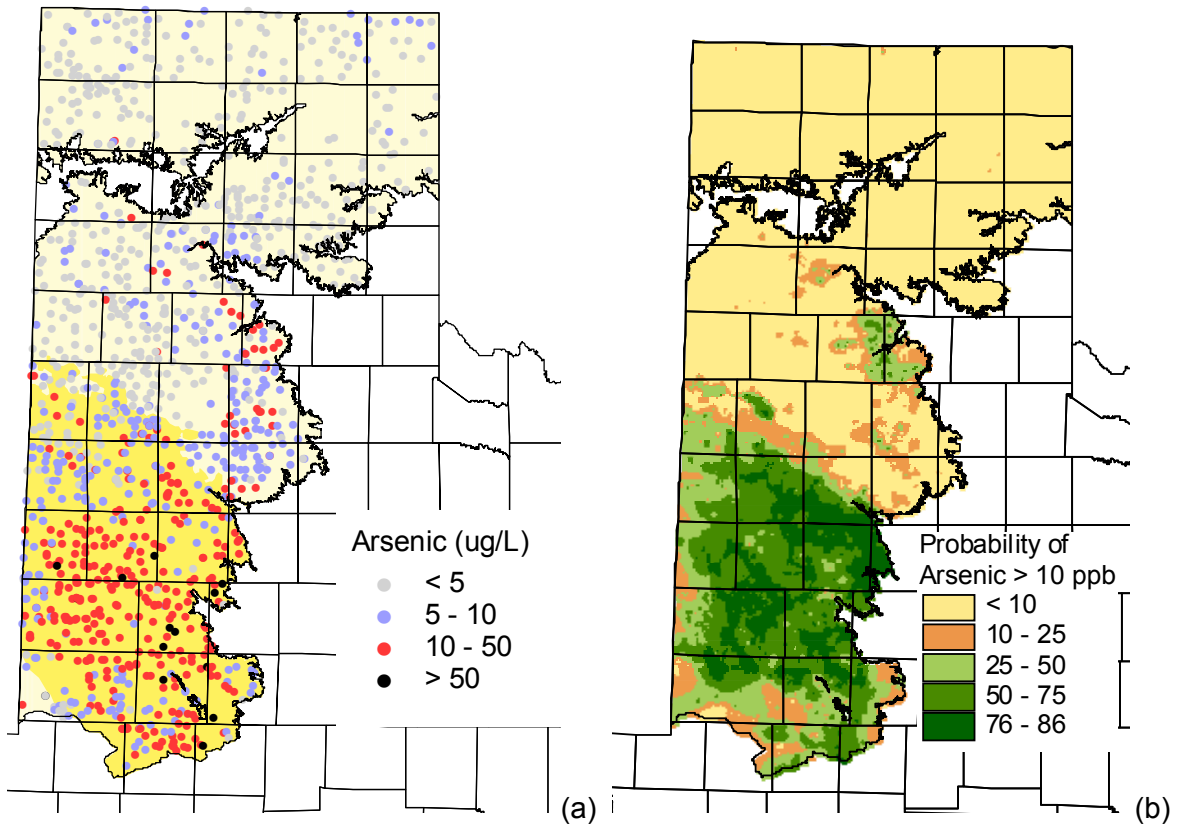 Arsenic (ug/L)
< 5
5 - 10
10 - 50
> 50
(a)
Probability of
Arsenic > 10 ppb
< 10
10 - 25
25 - 50
50 - 75
76 - 86
(b)